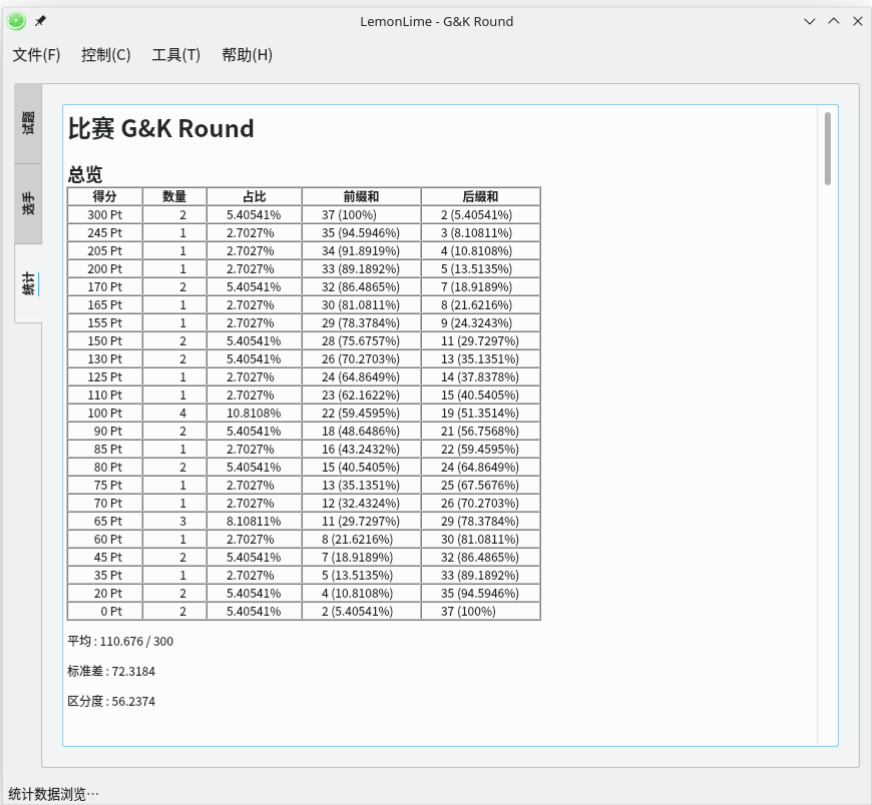 LemonLime - G&K Round
文件(F) 控制(C) 工具(T) 帮助(H)
试题
选手
统计
比赛 G&K Round
总览
得分 数量 占比 前缀和 后缀和
300 Pt 2 5.40541% 37 (100%) 2 (5.40541%)
245 Pt 1 2.7027% 35 (94.5946%) 3 (8.10811%)
205 Pt 1 2.7027% 34 (91.8919%) 4 (10.8108%)
200 Pt 1 2.7027% 33 (89.1892%) 5 (13.5135%)
170 Pt 2 5.40541% 32 (86.4865%) 7 (18.9189%)
165 Pt 1 2.7027% 30 (81.0811%) 8 (21.6216%)
155 Pt 1 2.7027% 29 (78.3784%) 9 (24.3243%)
150 Pt 2 5.40541% 28 (75.6757%) 11 (29.7297%)
130 Pt 2 5.40541% 26 (70.2703%) 13 (35.1351%)
125 Pt 1 2.7027% 24 (64.8649%) 14 (37.8378%)
110 Pt 1 2.7027% 23 (62.1622%) 15 (40.5405%)
100 Pt 4 10.8108% 22 (59.4595%) 19 (51.3514%)
90 Pt 2 5.40541% 18 (48.6486%) 21 (56.7568%)
85 Pt 1 2.7027% 16 (43.2432%) 22 (59.4595%)
80 Pt 2 5.40541% 15 (40.5405%) 24 (64.8649%)
75 Pt 1 2.7027% 13 (35.1351%) 25 (67.5676%)
70 Pt 1 2.7027% 12 (32.4324%) 26 (70.2703%)
65 Pt 3 8.10811% 11 (29.7297%) 29 (78.3784%)
60 Pt 1 2.7027% 8 (21.6216%) 30 (81.0811%)
45 Pt 2 5.40541% 7 (18.9189%) 32 (86.4865%)
35 Pt 1 2.7027% 5 (13.5135%) 33 (89.1892%)
20 Pt 2 5.40541% 4 (10.8108%) 35 (94.5946%)
0 Pt 2 5.40541% 2 (5.40541%) 37 (100%)
平均 : 110.676 / 300
标准差 : 72.3184
区分度 : 56.2374
统计数据浏览⋯